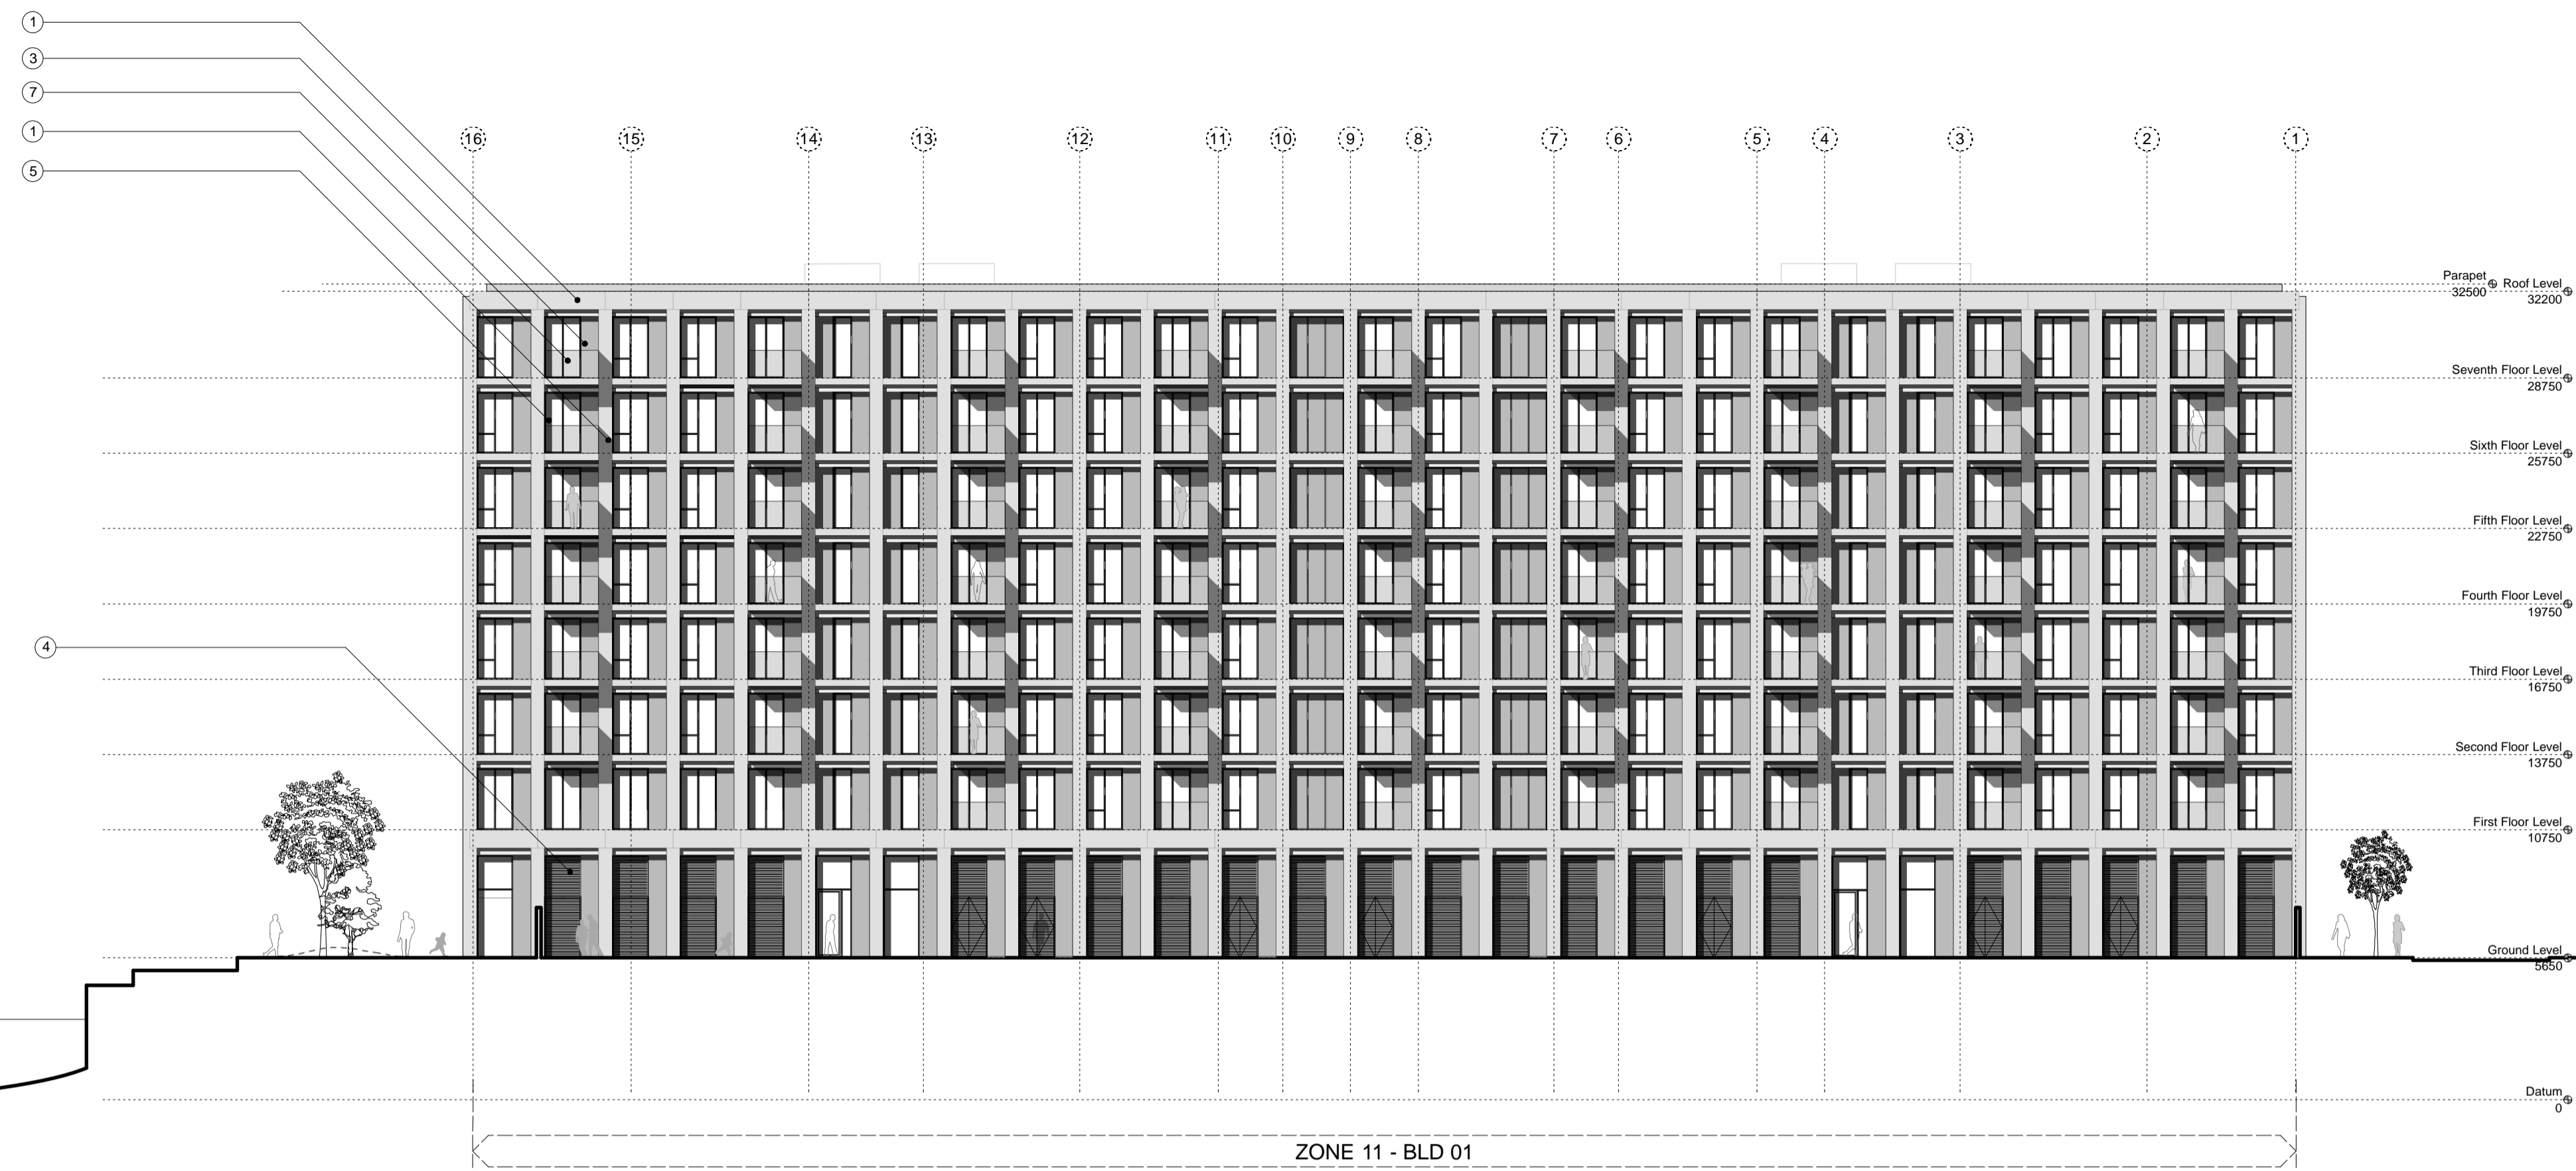 1
3
7
1
5
16
15
14
13
12
11
10
9
8
7
6
5
4
3
2
1
Parapet
32500
Roof Level
32200
Seventh Floor Level
28750
Sixth Floor Level
25750
Fifth Floor Level
22750
Fourth Floor Level
19750
4
Third Floor Level
16750
Second Floor Level
13750
First Floor Level
10750
Ground Level
5650
Datum
0
ZONE 11 - BLD 01